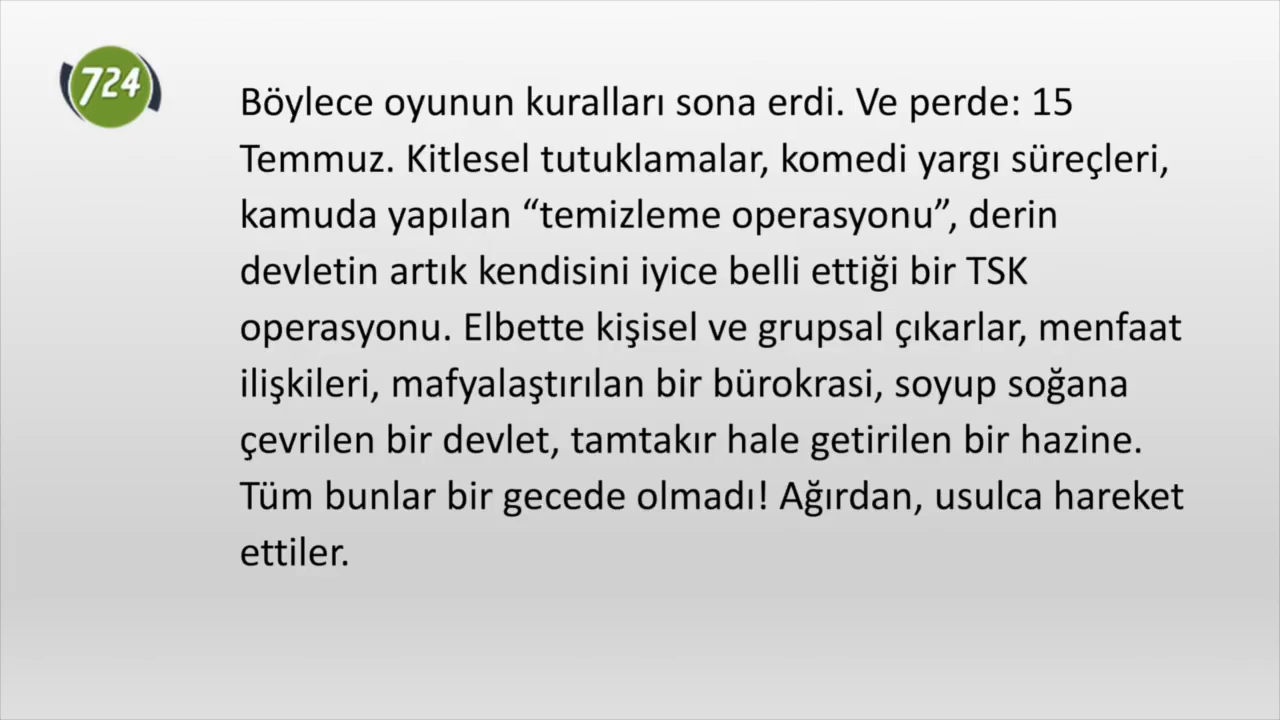 724
Böylece oyunun kuralları sona erdi. Ve perde: 15
Temmuz. Kitlesel tutuklamalar, komedi yargı süreçleri,
kamuda yapılan “temizleme operasyonu”, derin
devletin artık kendisini iyice belli ettiği bir TSK
operasyonu. Elbette kişisel ve grupsal çıkarlar, menfaat
ilişkileri, mafyalaştırılan bir bürokrasi, soyup soğana
çevrilen bir devlet, tamtakır hale getirilen bir hazine.
Tüm bunlar bir gecede olmadı! Ağırdan, usulca hareket
ettiler.